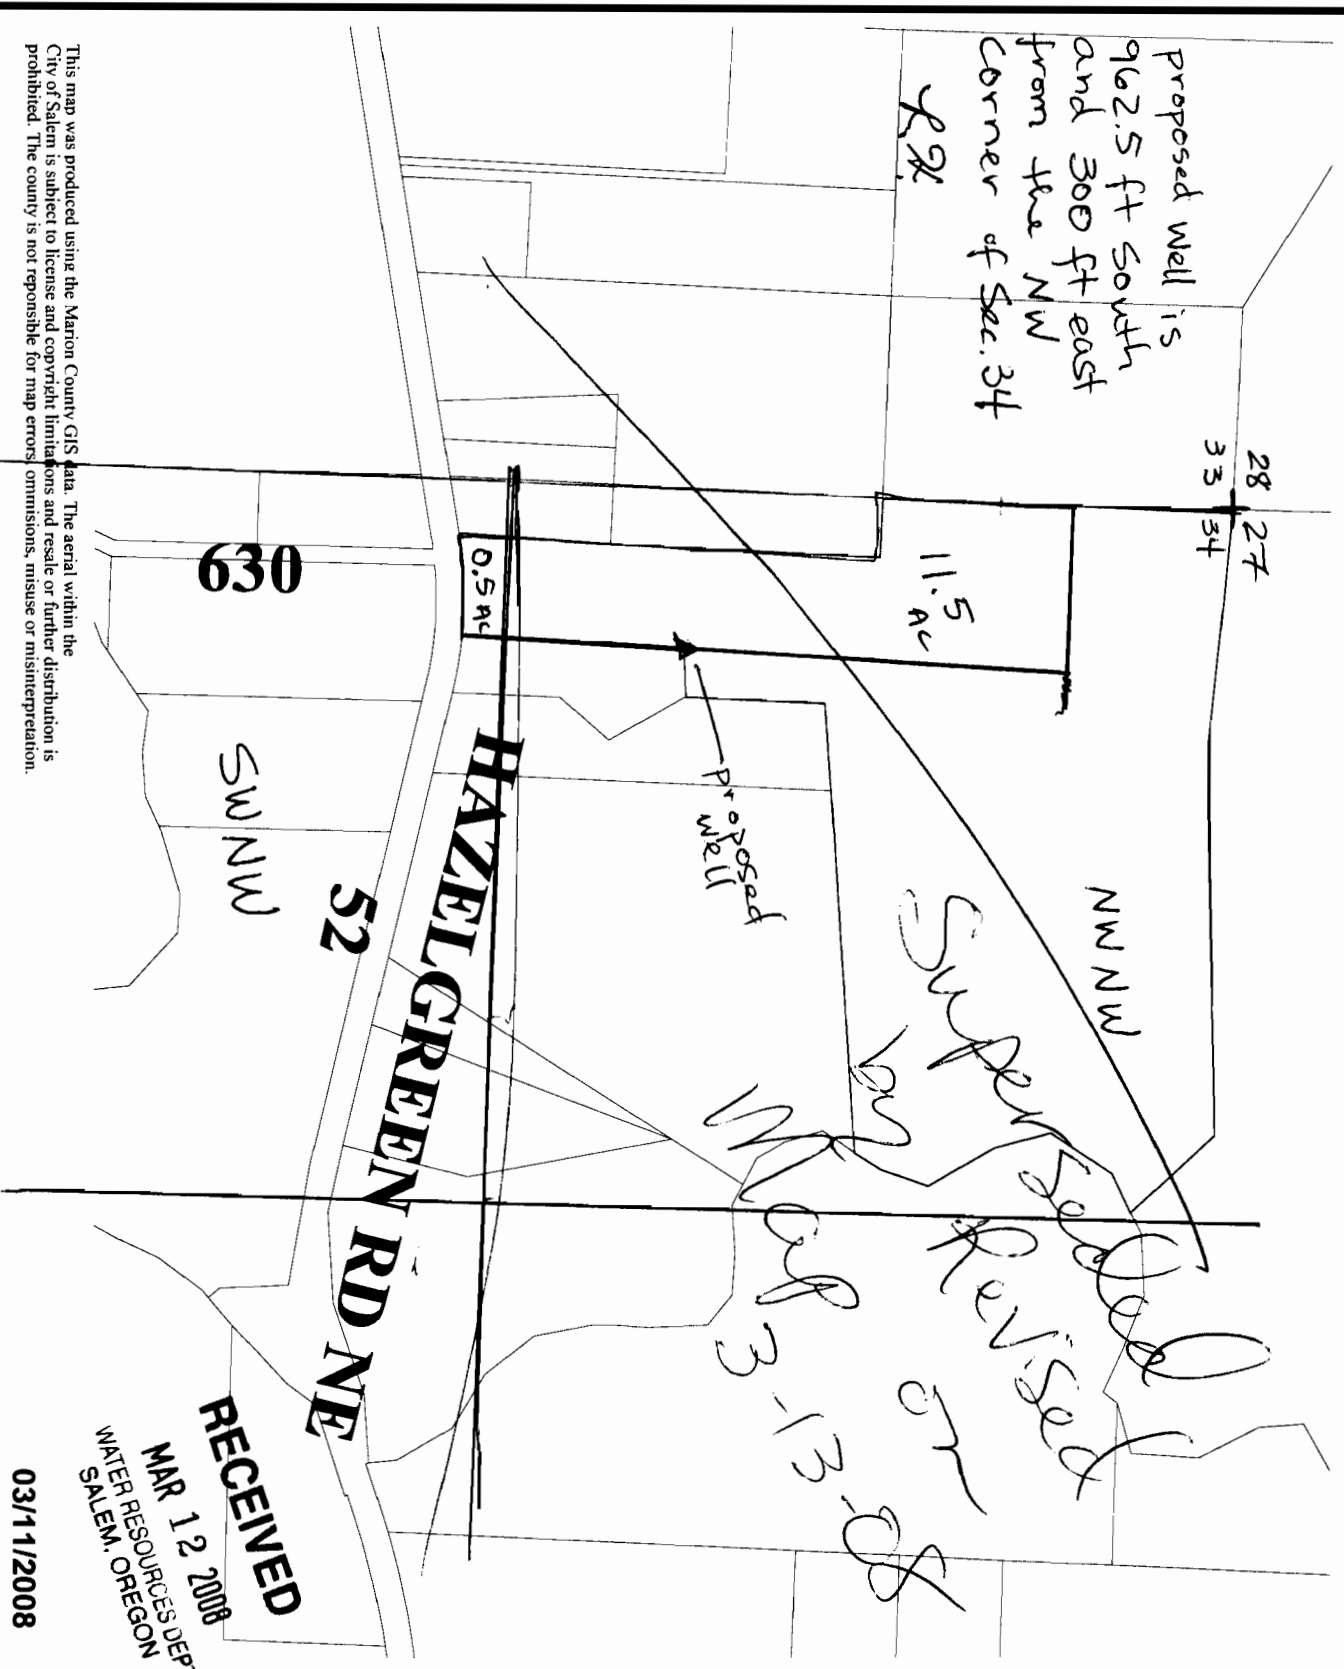 proposed well is
962.5 ft South
and 300 ft east
from the NW
corner of Sec. 34
28 27
33 34
11.5
AC
0.5 AC
proposed
well
NW NW
SW NW
Superseded
by Revised
Map on
3-13-08
630
52
HAZELGREEN RD NE
RECEIVED
MAR 12 2008
WATER RESOURCES DEPT
SALEM, OREGON
03/11/2008
This map was produced using the Marion County GIS data. The aerial within the
City of Salem is subject to license and copyright limitations and resale or further distribution is
prohibited. The county is not reponsible for map errors, ommisions, misuse or misinterpretation.